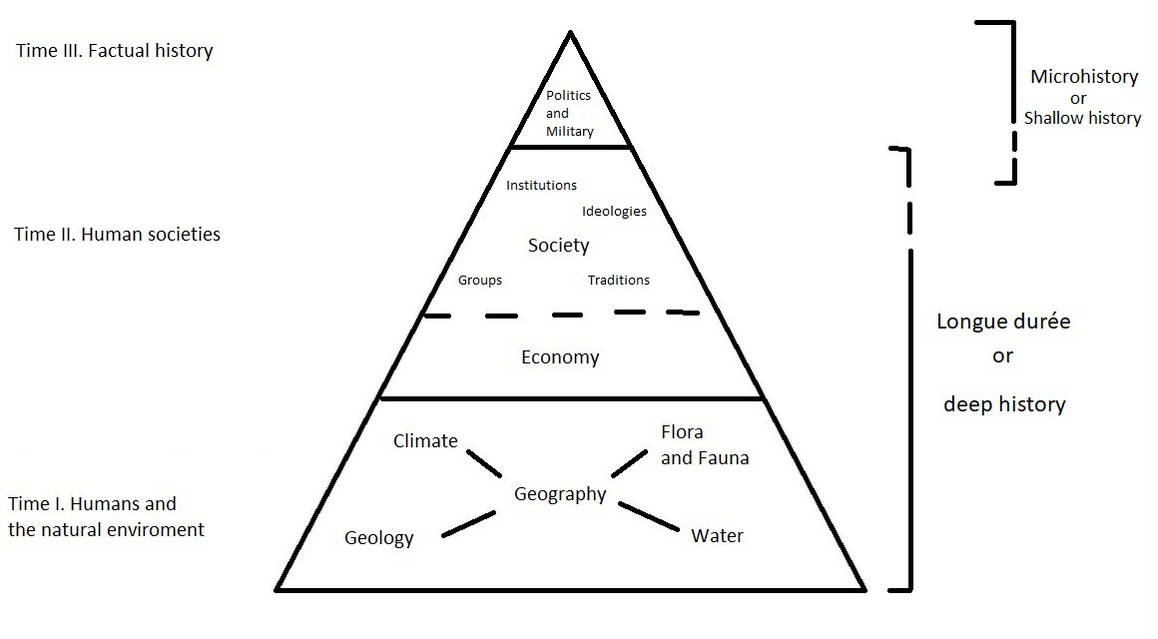 Time III. Factual history
Politics
and
Military
Microhistory
or
Shallow history
Time II. Human societies
Institutions
Ideologies
Society
Groups
Traditions
Economy
Longue durée
or
deep history
Time I. Humans and
the natural enviroment
Climate
Flora
and Fauna
Geography
Geology
Water